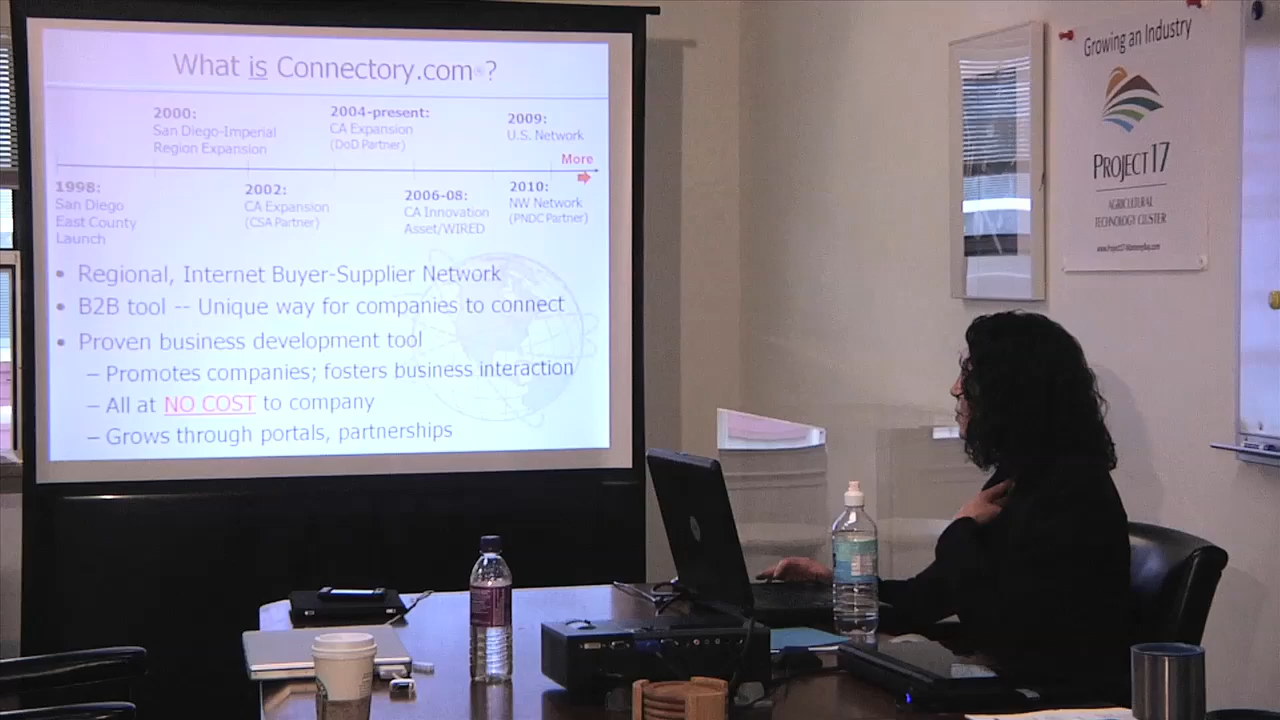 What is Connectory.com ?
2000:
San Diego-Imperial
Region Expansion
2004-present:
CA Expansion
(DoD Partner)
2009:
U.S. Network
More
1998:
San Diego
East County
Launch
2002:
CA Expansion
(CSA Partner)
2006-08:
CA Innovation
Asset/WIRED
2010:
NW Network
(PNDC Partner)
• Regional, Internet Buyer-Supplier Network
• B2B tool -- Unique way for companies to connect
• Proven business development tool
– Promotes companies; fosters business interaction
– All at NO COST to company
– Grows through portals, partnerships
Growing an Industry
PROJECT 17
AGRICULTURAL
TECHNOLOGY CLUSTER
www.Project17-MontereyBay.com